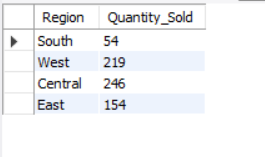 Region Quantity_Sold
South 54
West 219
Central 246
East 154